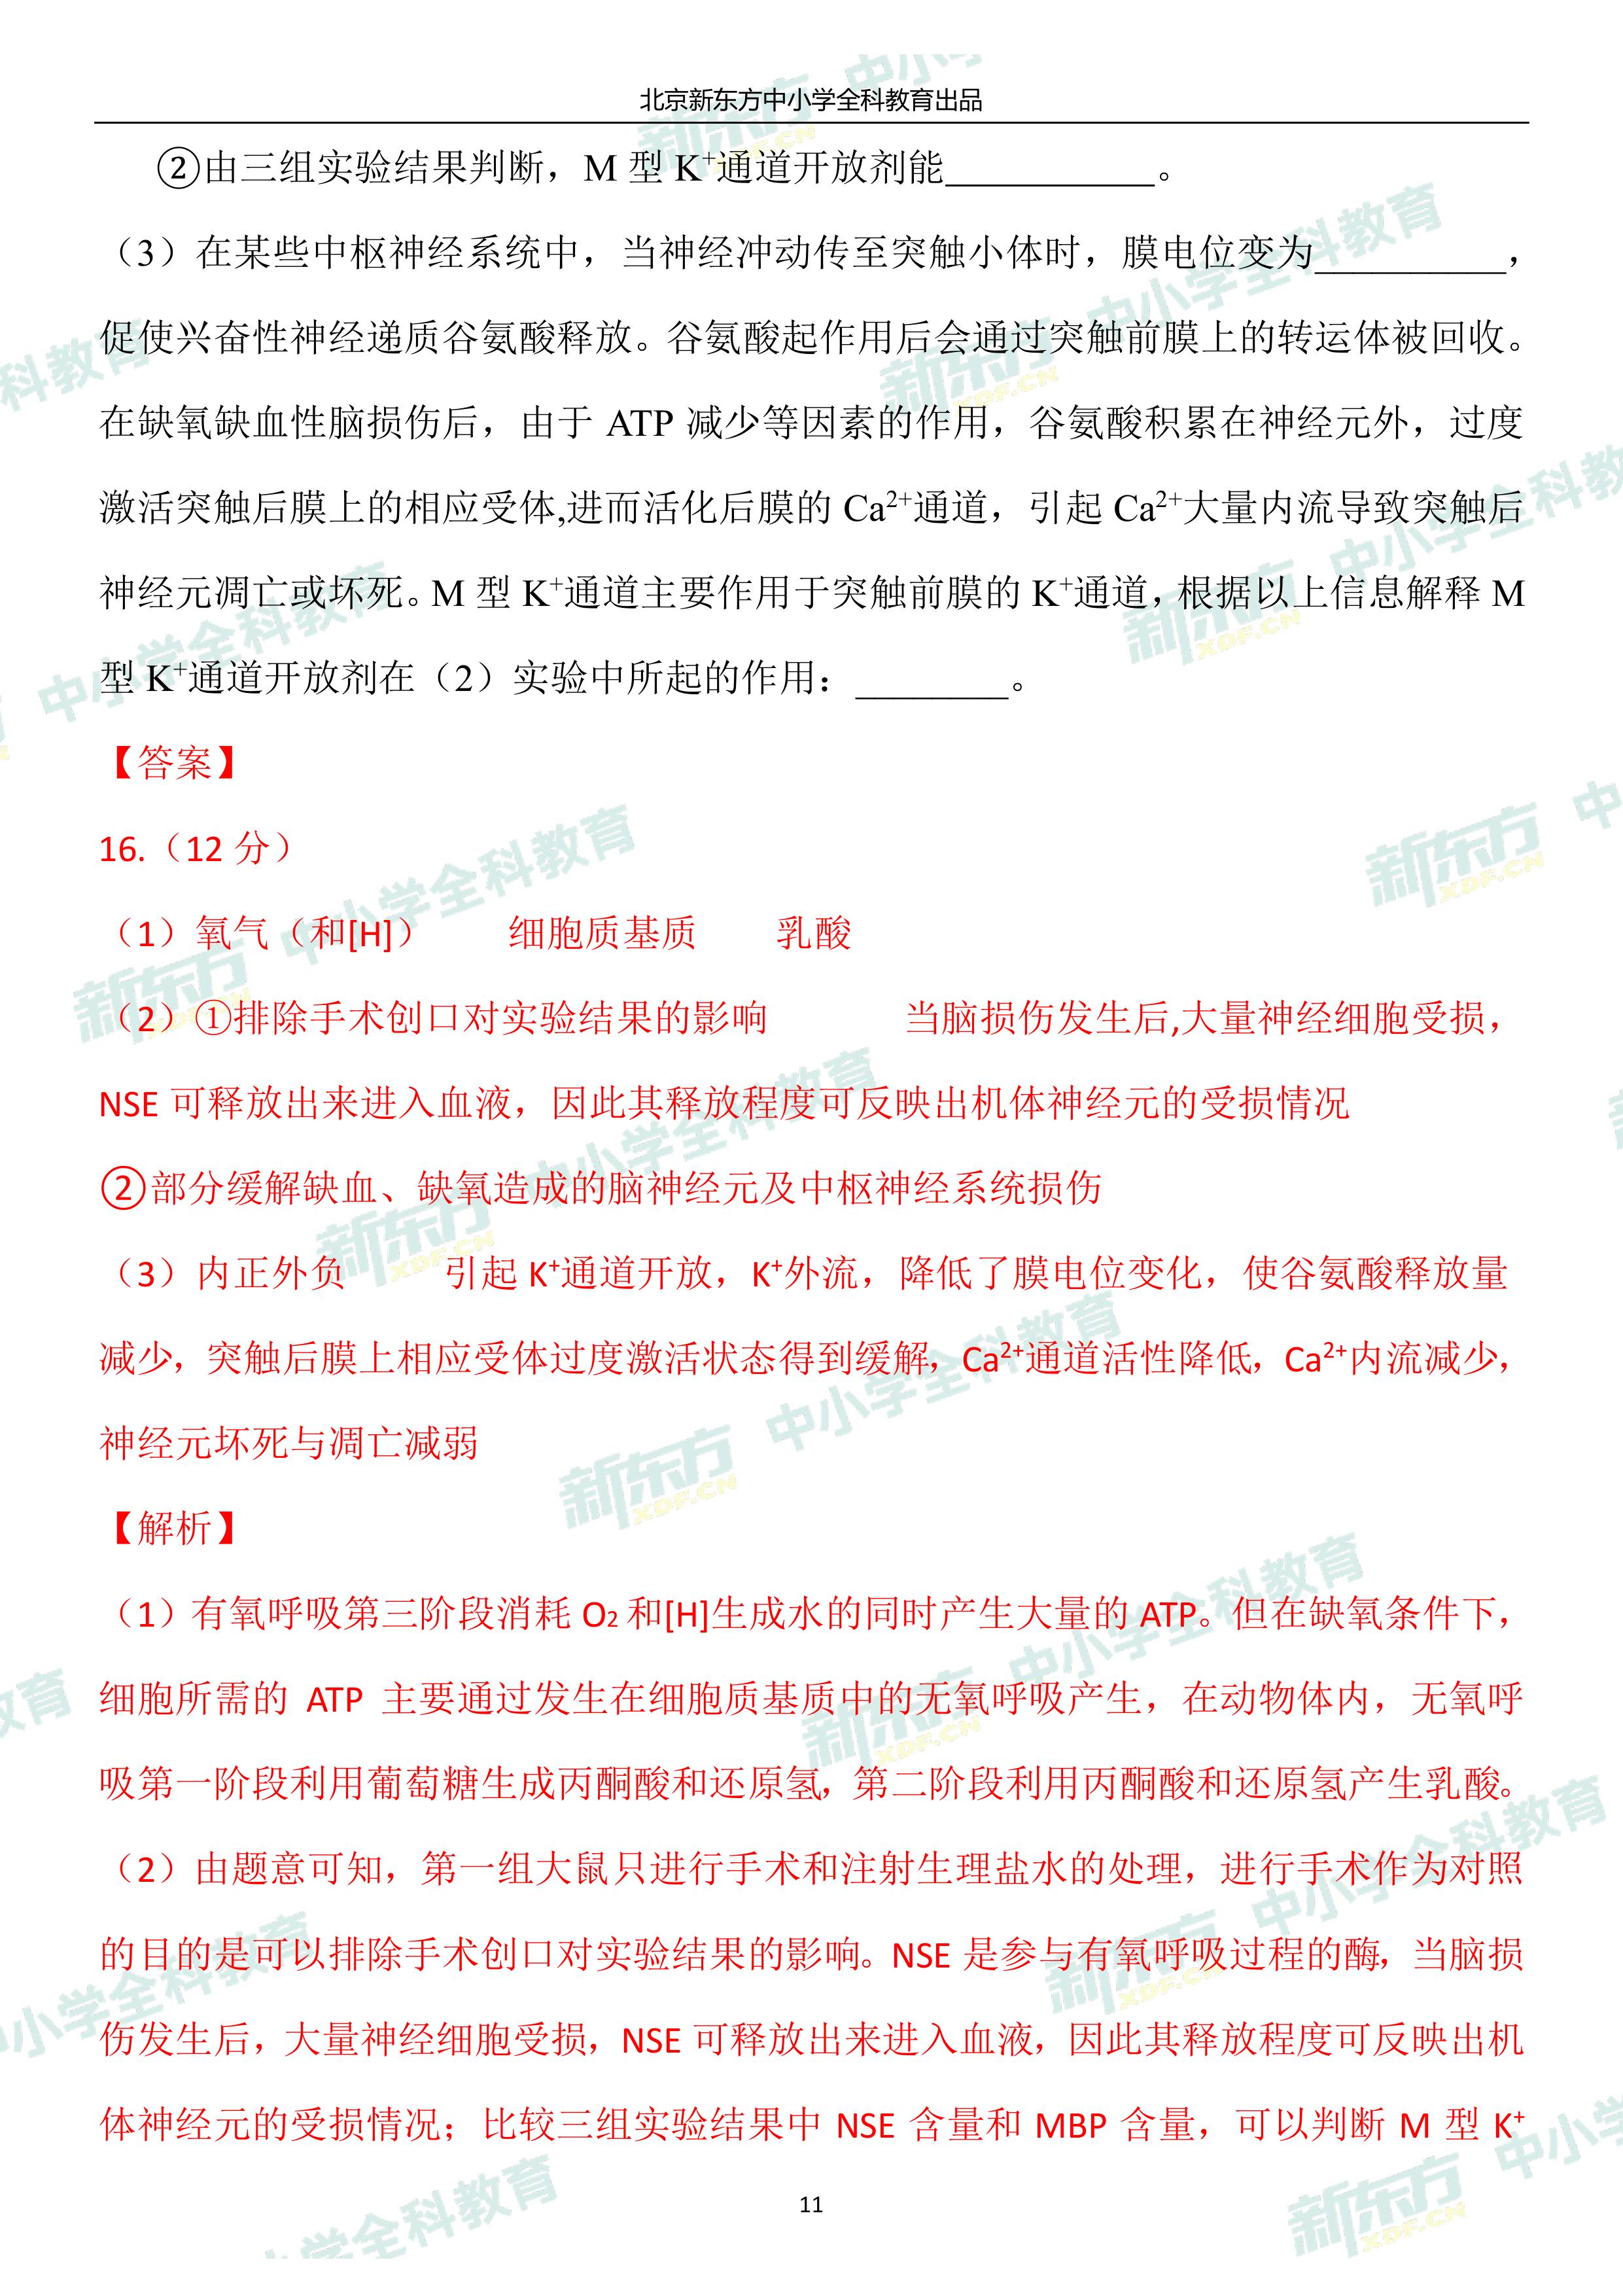 北京新东方中小学全科教育出品
②由三组实验结果判断，M 型 K⁺通道开放剂能___________。
（3）在某些中枢神经系统中，当神经冲动传至突触小体时，膜电位变为__________，
促使兴奋性神经递质谷氨酸释放。谷氨酸起作用后会通过突触前膜上的转运体被回收。
在缺氧缺血性脑损伤后，由于 ATP 减少等因素的作用，谷氨酸积累在神经元外，过度
激活突触后膜上的相应受体,进而活化后膜的 Ca²⁺通道，引起 Ca²⁺大量内流导致突触后
神经元凋亡或坏死。M 型 K⁺通道主要作用于突触前膜的 K⁺通道，根据以上信息解释 M
型 K⁺通道开放剂在（2）实验中所起的作用：________。
【答案】
16.（12 分）
（1）氧气（和[H]） 细胞质基质 乳酸
（2）①排除手术创口对实验结果的影响 当脑损伤发生后,大量神经细胞受损，
NSE 可释放出来进入血液，因此其释放程度可反映出机体神经元的受损情况
②部分缓解缺血、缺氧造成的脑神经元及中枢神经系统损伤
（3）内正外负 引起 K⁺通道开放，K⁺外流，降低了膜电位变化，使谷氨酸释放量
减少，突触后膜上相应受体过度激活状态得到缓解，Ca²⁺通道活性降低，Ca²⁺内流减少，
神经元坏死与凋亡减弱
【解析】
（1）有氧呼吸第三阶段消耗 O₂ 和[H]生成水的同时产生大量的 ATP。但在缺氧条件下，
细胞所需的 ATP 主要通过发生在细胞质基质中的无氧呼吸产生，在动物体内，无氧呼
吸第一阶段利用葡萄糖生成丙酮酸和还原氢，第二阶段利用丙酮酸和还原氢产生乳酸。
（2）由题意可知，第一组大鼠只进行手术和注射生理盐水的处理，进行手术作为对照
的目的是可以排除手术创口对实验结果的影响。NSE 是参与有氧呼吸过程的酶，当脑损
伤发生后，大量神经细胞受损，NSE 可释放出来进入血液，因此其释放程度可反映出机
体神经元的受损情况；比较三组实验结果中 NSE 含量和 MBP 含量，可以判断 M 型 K⁺
11